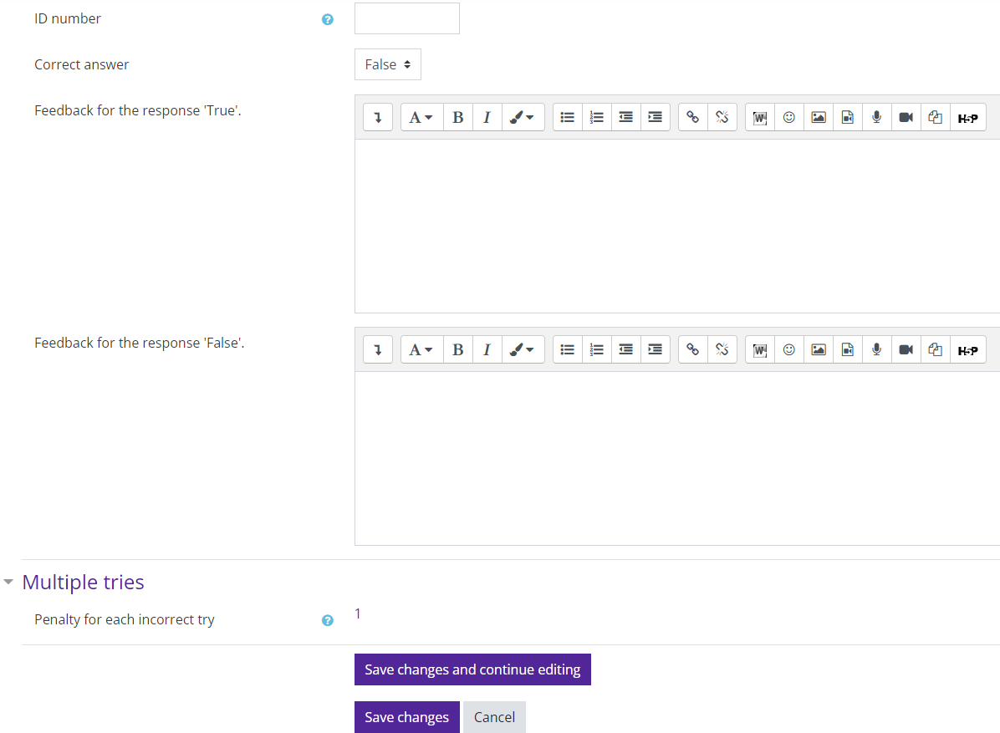 ID number
Correct answer
False
Feedback for the response 'True'.
A B I W H5P
Feedback for the response 'False'.
A B I W H5P
Multiple tries
Penalty for each incorrect try
1
Save changes and continue editing
Save changes
Cancel